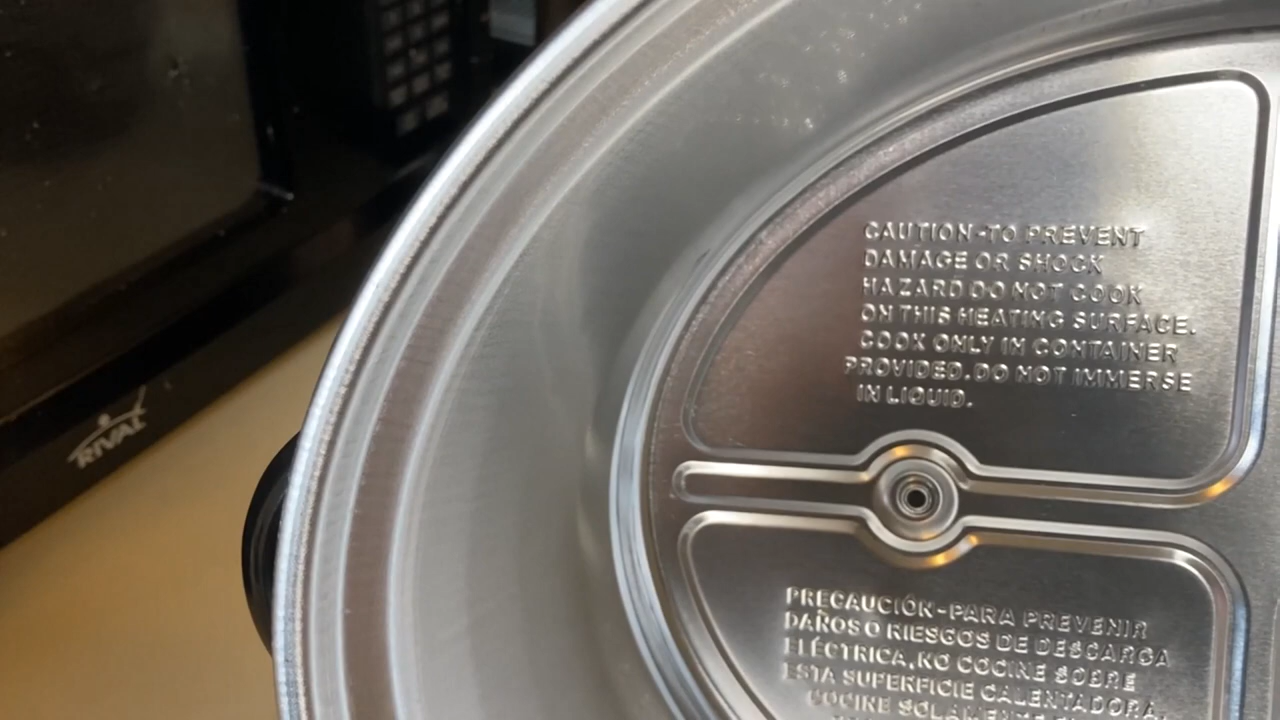 RIVAL
CAUTION-TO PREVENT
DAMAGE OR SHOCK
HAZARD DO NOT COOK
ON THIS HEATING SURFACE.
COOK ONLY IN CONTAINER
PROVIDED. DO NOT IMMERSE
IN LIQUID.
PRECAUCIÓN-PARA PREVENIR
DAÑOS O RIESGOS DE DESCARGA
ELÉCTRICA, NO COCINE SOBRE
ESTA SUPERFICIE CALENTADORA.
COCINE SOLAMENTE